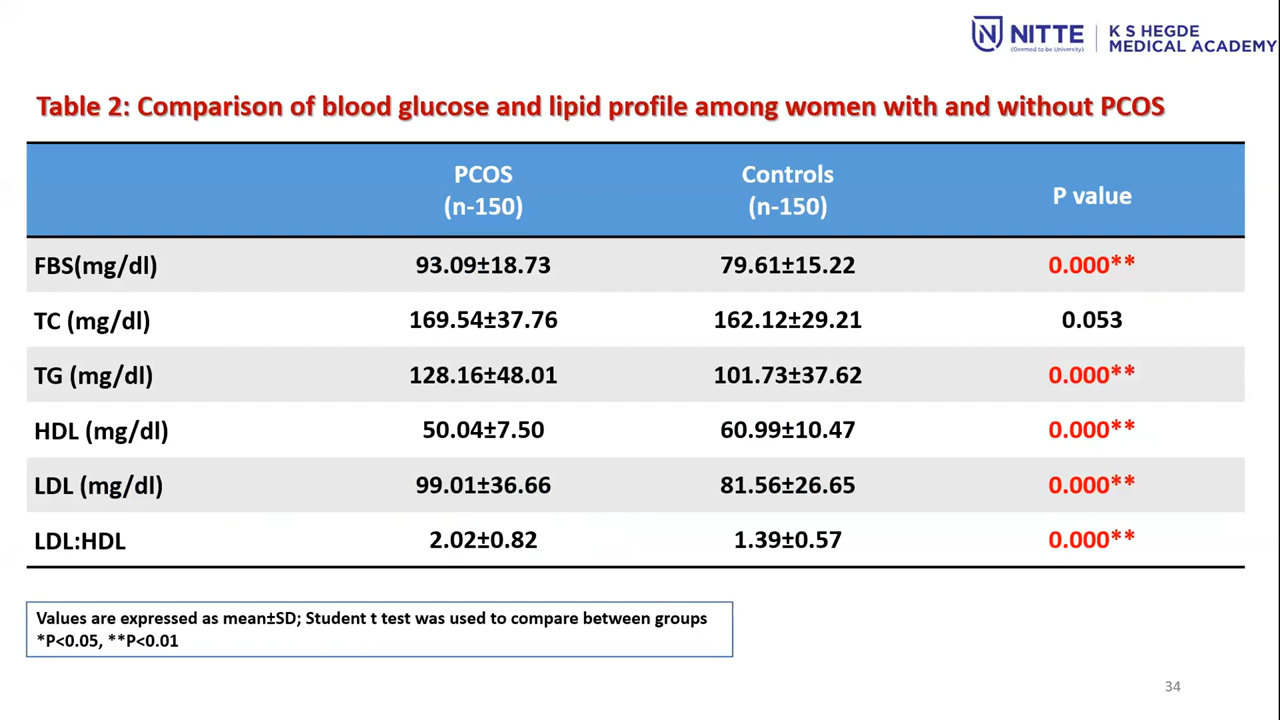 NITTE
(Deemed to be University)
K S HEGDE
MEDICAL ACADEMY
Table 2: Comparison of blood glucose and lipid profile among women with and without PCOS
PCOS (n-150) Controls (n-150) P value
FBS(mg/dl) 93.09±18.73 79.61±15.22 0.000**
TC (mg/dl) 169.54±37.76 162.12±29.21 0.053
TG (mg/dl) 128.16±48.01 101.73±37.62 0.000**
HDL (mg/dl) 50.04±7.50 60.99±10.47 0.000**
LDL (mg/dl) 99.01±36.66 81.56±26.65 0.000**
LDL:HDL 2.02±0.82 1.39±0.57 0.000**
Values are expressed as mean±SD; Student t test was used to compare between groups
*P<0.05, **P<0.01
34